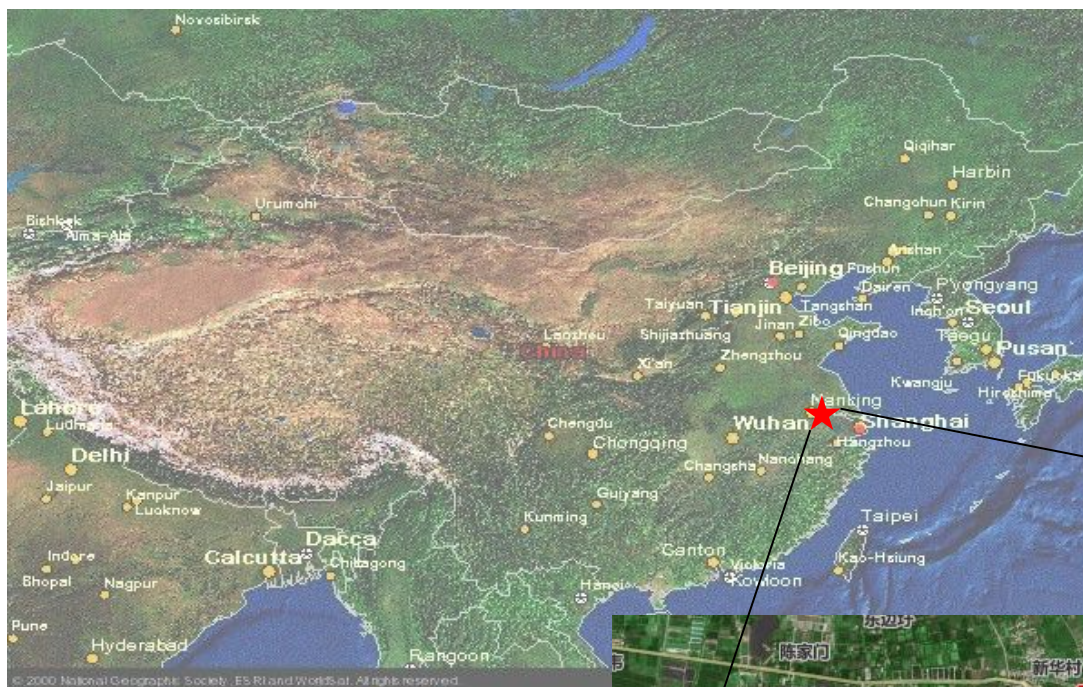 Novosibirsk
Qiqihar
Harbin
Changchun
Kirin
Urumchi
Bishkek
Alma-Ata
Anshan
Fushun
Beijing
Dairen
P'yongyang
Taiyuan
Tianjin
Tangshan
Inch'on
Seoul
Shijiazhuang
Jinan
Zibo
Qingdao
Taegu
Lanzhou
China
Zhengzhou
Pusan
Xi'an
Kwangju
Fukuoka
Hiroshima
Nanking
Lahore
Ludhiana
Wuhan
Shanghai
Chengdu
Chongqing
Hangzhou
Delhi
Changsha
Nanchang
Jaipur
Kanpur
Lucknow
Guiyang
Kunming
Taipei
Dacca
Indore
Calcutta
Chittagong
Canton
Victoria
Kowloon
Kao-Hsiung
Bhopal
Nagpur
Hanoi
Pune
Hyderabad
Rangoon
东边圩
陈家门
新华村
© 2000 National Geographic Society, ESRI and WorldSat. All rights reserved.